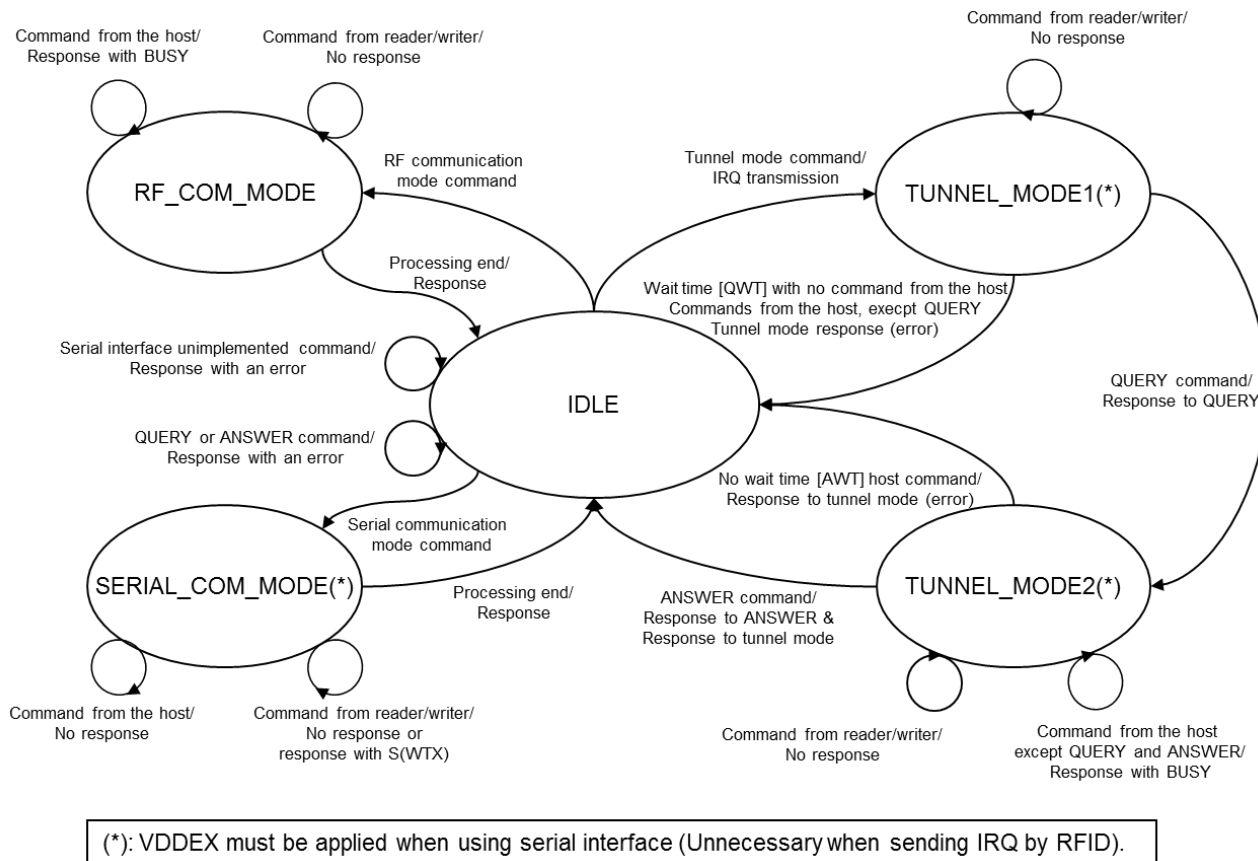 Command from the host/
Response with BUSY
Command from reader/writer/
No response
RF_COM_MODE
RF communication
mode command
Processing end/
Response
Command from reader/writer/
No response
Tunnel mode command/
IRQ transmission
TUNNEL_MODE1(*)
Wait time [QWT] with no command from the host
Commands from the host, execpt QUERY
Tunnel mode response (error)
Serial interface unimplemented command/
Response with an error
IDLE
QUERY command/
Response to QUERY
QUERY or ANSWER command/
Response with an error
No wait time [AWT] host command/
Response to tunnel mode (error)
Serial communication
mode command
SERIAL_COM_MODE(*)
Processing end/
Response
ANSWER command/
Response to ANSWER &
Response to tunnel mode
TUNNEL_MODE2(*)
Command from the host/
No response
Command from reader/writer/
No response or
response with S(WTX)
Command from reader/writer/
No response
Command from the host
except QUERY and ANSWER/
Response with BUSY
(*): VDDEX must be applied when using serial interface (Unnecessary when sending IRQ by RFID).